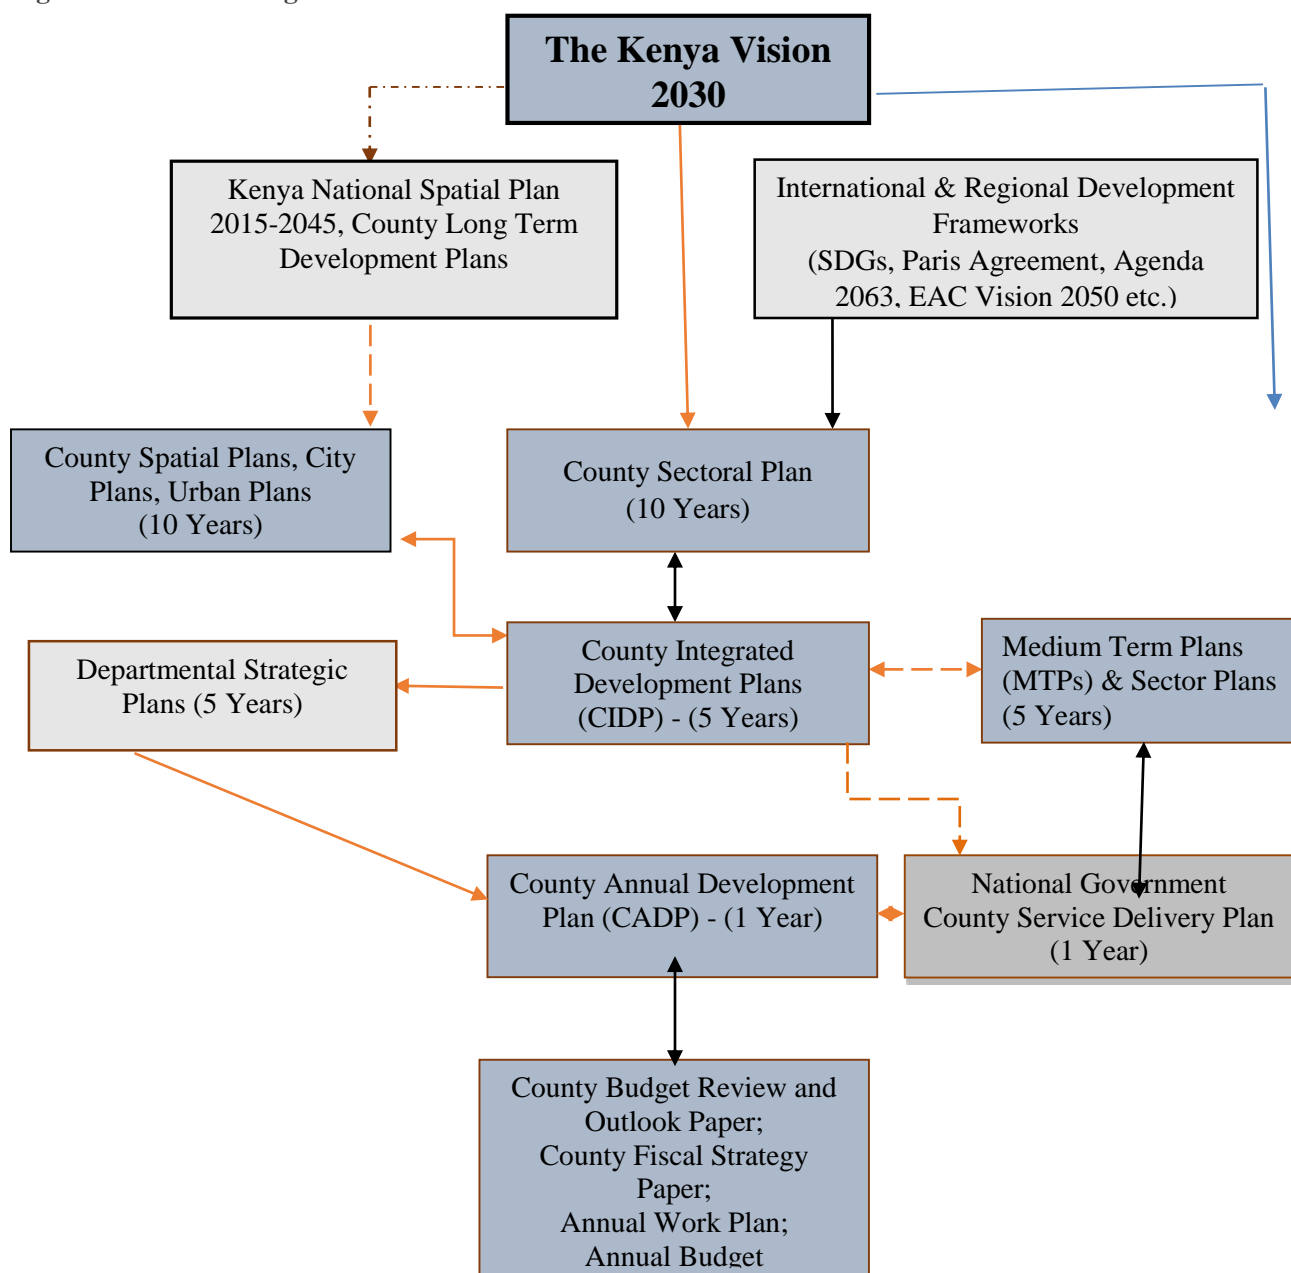 The Kenya Vision
2030
Kenya National Spatial Plan
2015-2045, County Long Term
Development Plans
International & Regional Development
Frameworks
(SDGs, Paris Agreement, Agenda
2063, EAC Vision 2050 etc.)
County Spatial Plans, City
Plans, Urban Plans
(10 Years)
County Sectoral Plan
(10 Years)
Departmental Strategic
Plans (5 Years)
County Integrated
Development Plans
(CIDP) - (5 Years)
Medium Term Plans
(MTPs) & Sector Plans
(5 Years)
County Annual Development
Plan (CADP) - (1 Year)
National Government
County Service Delivery Plan
(1 Year)
County Budget Review and
Outlook Paper;
County Fiscal Strategy
Paper;
Annual Work Plan;
Annual Budget